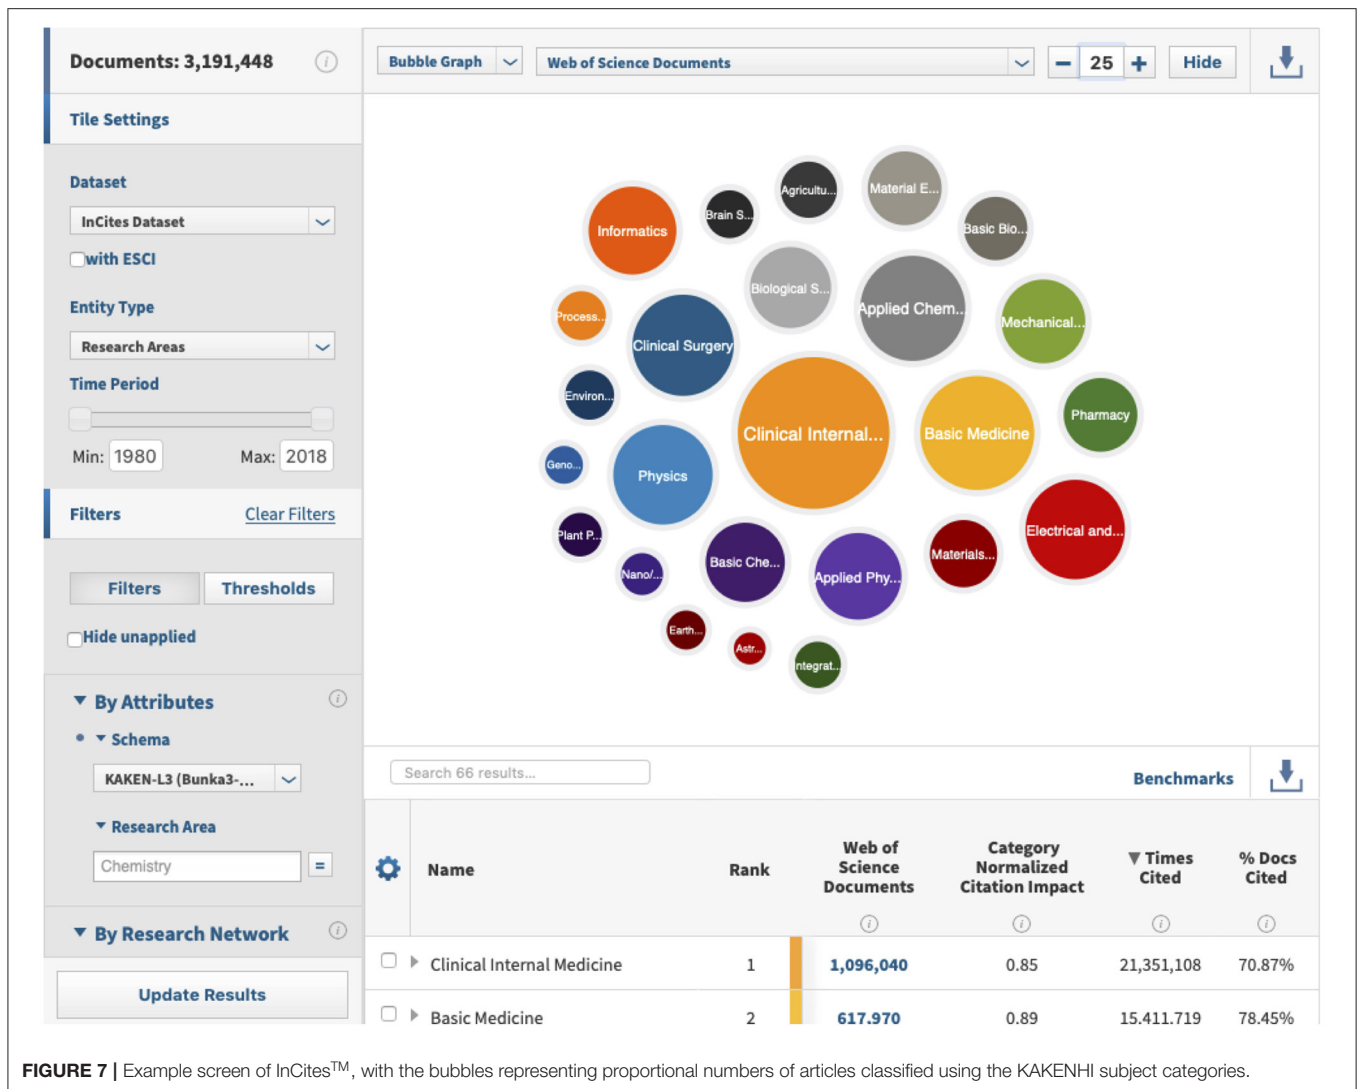 Documents: 3,191,448
Bubble Graph
Web of Science Documents
25
Hide
Tile Settings
Dataset
InCites Dataset
with ESCI
Entity Type
Research Areas
Time Period
Min: 1980
Max: 2018
Filters
Clear Filters
Filters
Thresholds
Hide unapplied
By Attributes
Schema
KAKEN-L3 (Bunka3-...
Research Area
Chemistry
=
By Research Network
Update Results
Agricultu...
Material E...
Brain S...
Informatics
Basic Bio...
Biological S...
Process...
Applied Chem...
Mechanical...
Clinical Surgery
Environ...
Pharmacy
Clinical Internal...
Basic Medicine
Geno...
Physics
Plant P...
Electrical and...
Materials...
Basic Che...
Nano/...
Applied Phy...
Earth...
Astr...
Integrat...
Search 66 results...
Benchmarks
Name
Rank
Web of
Science
Documents
Category
Normalized
Citation Impact
▼ Times
Cited
% Docs
Cited
Clinical Internal Medicine 1 1,096,040 0.85 21,351,108 70.87%
Basic Medicine 2 617,970 0.89 15,411,719 78.45%
FIGURE 7 | Example screen of InCites™, with the bubbles representing proportional numbers of articles classified using the KAKENHI subject categories.